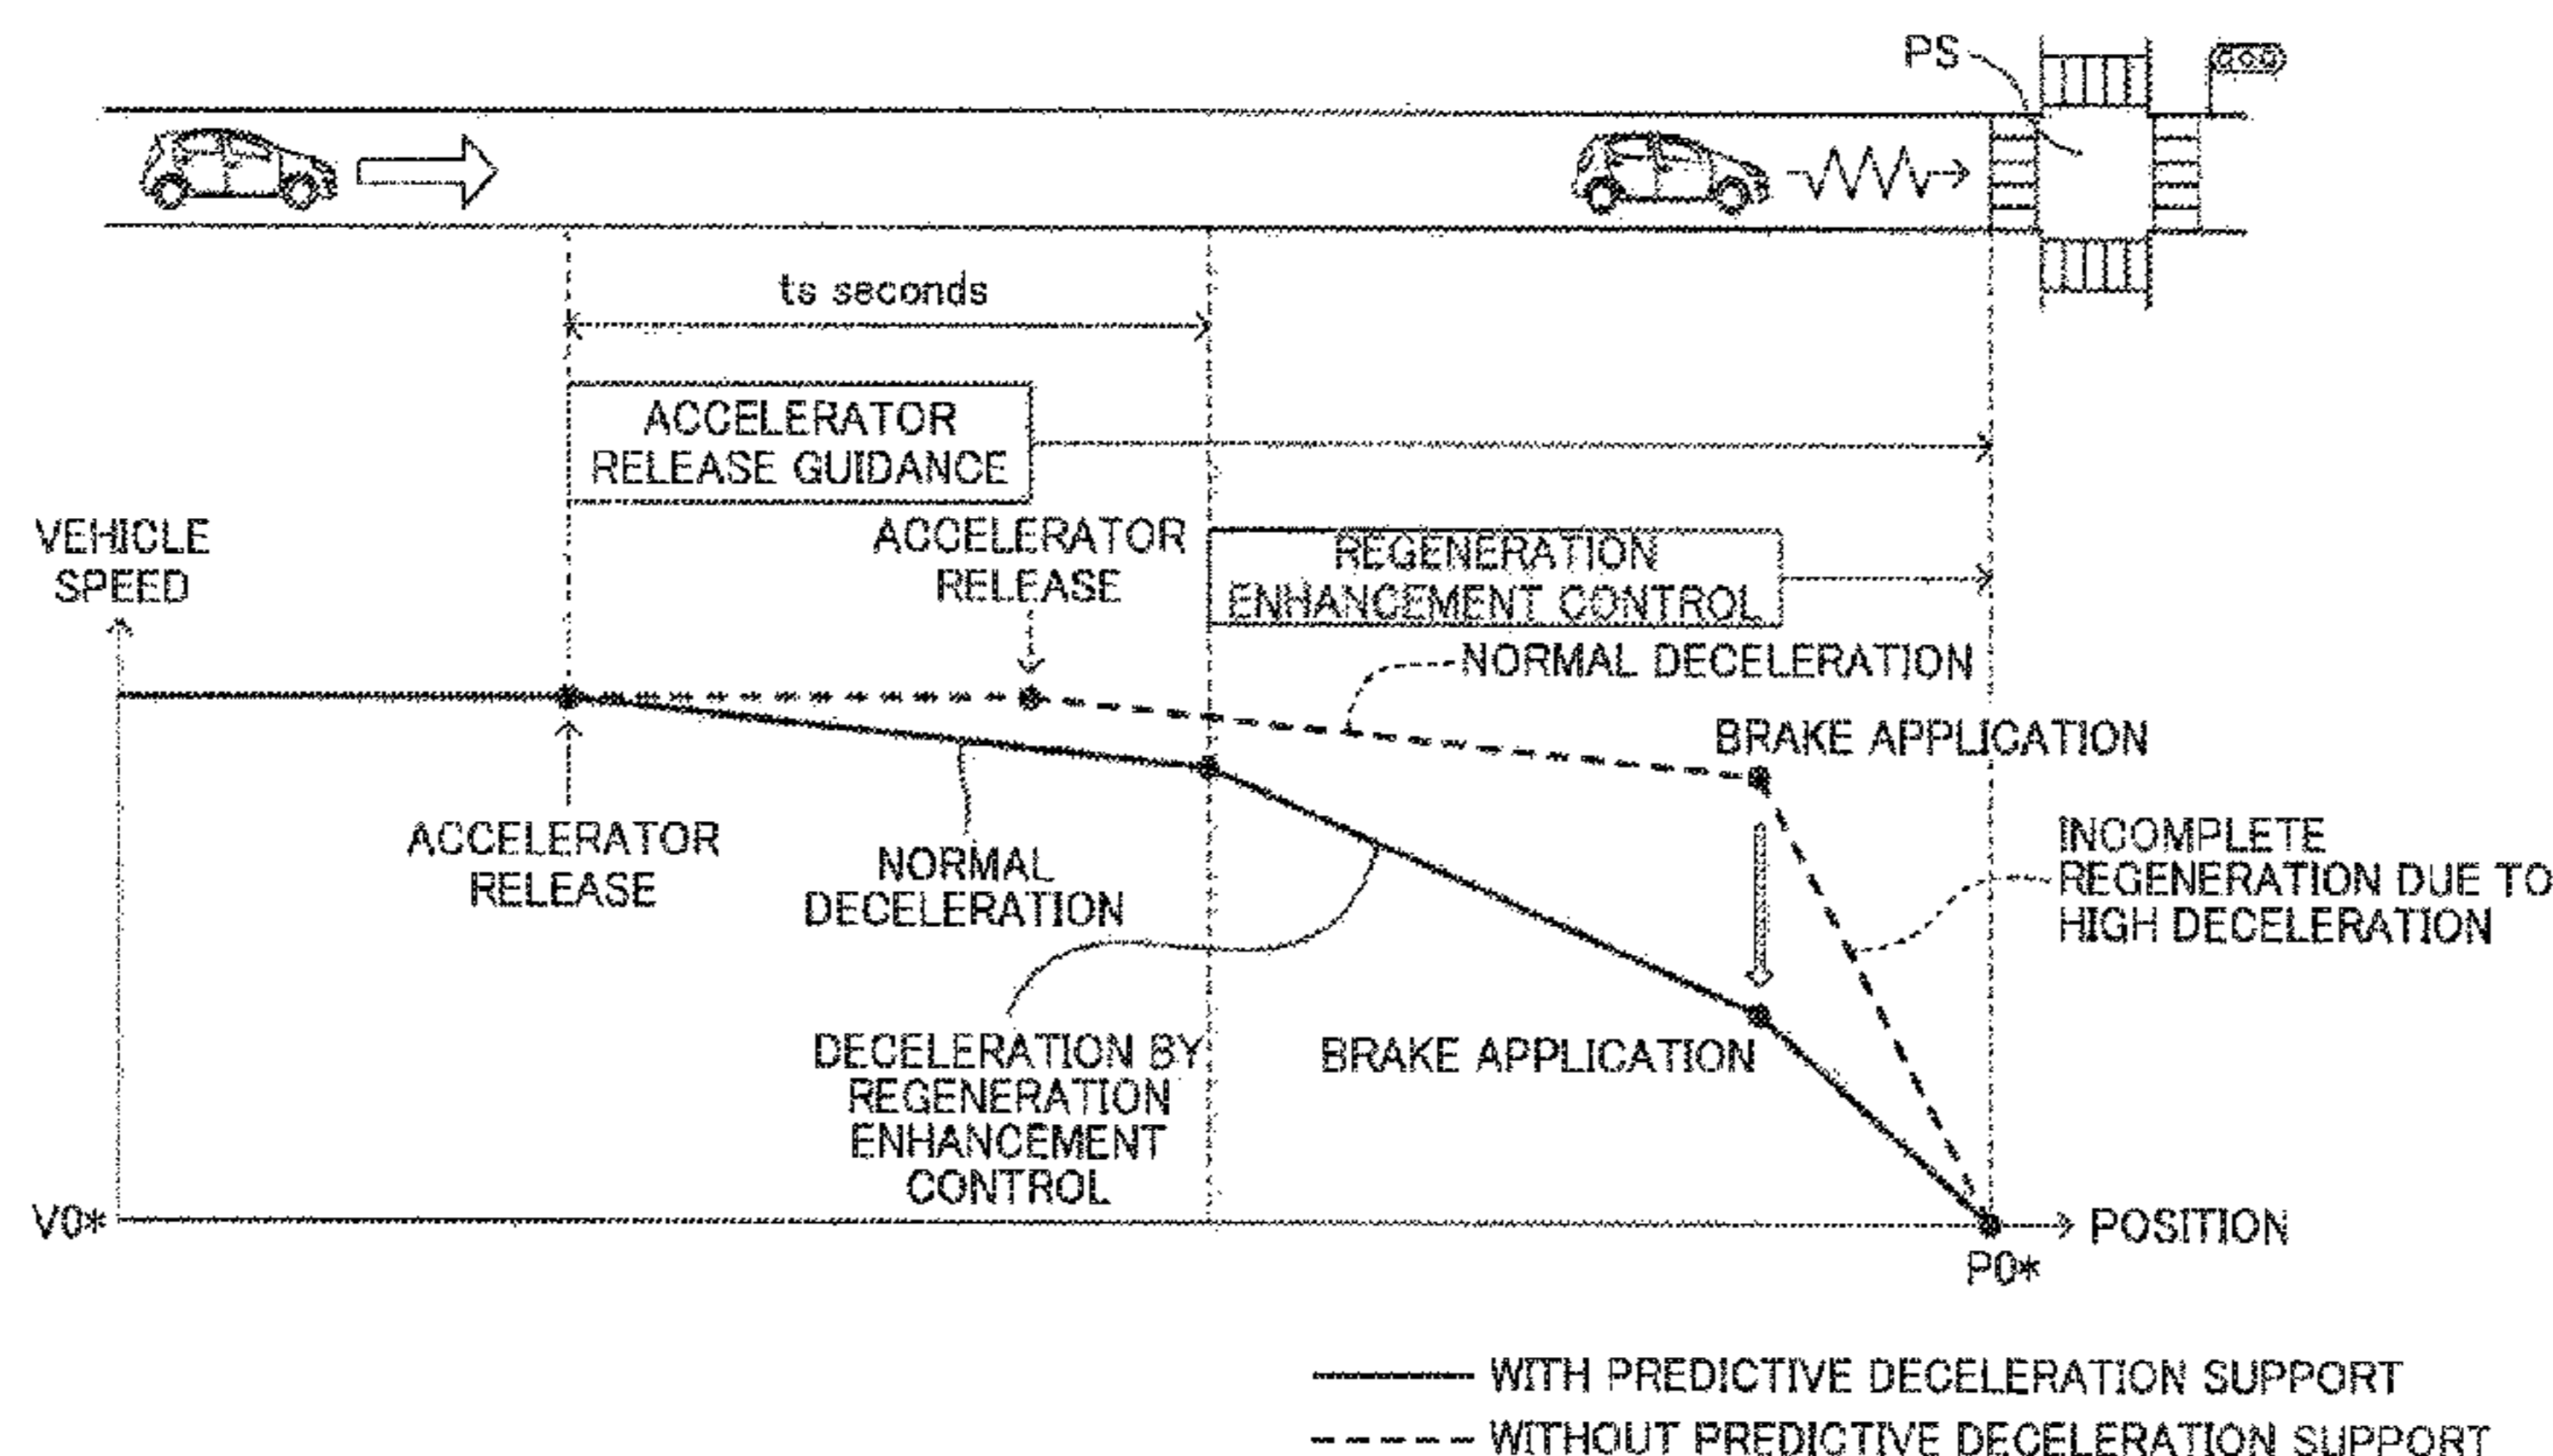 PS
ts seconds
ACCELERATOR
RELEASE GUIDANCE
VEHICLE
SPEED
ACCELERATOR
RELEASE
REGENERATION
ENHANCEMENT CONTROL
NORMAL DECELERATION
BRAKE APPLICATION
ACCELERATOR
RELEASE
NORMAL
DECELERATION
INCOMPLETE
REGENERATION DUE TO
HIGH DECELERATION
DECELERATION BY
REGENERATION
ENHANCEMENT
CONTROL
BRAKE APPLICATION
V0*
POSITION
P0*
WITH PREDICTIVE DECELERATION SUPPORT
WITHOUT PREDICTIVE DECELERATION SUPPORT